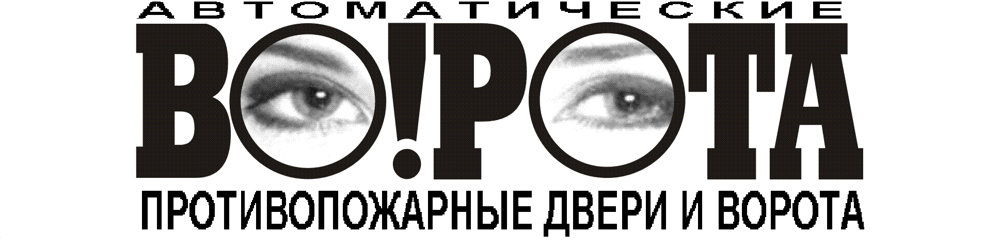 АВТОМАТИЧЕСКИЕ
ВО!РОТА
ПРОТИВОПОЖАРНЫЕ ДВЕРИ И ВОРОТА